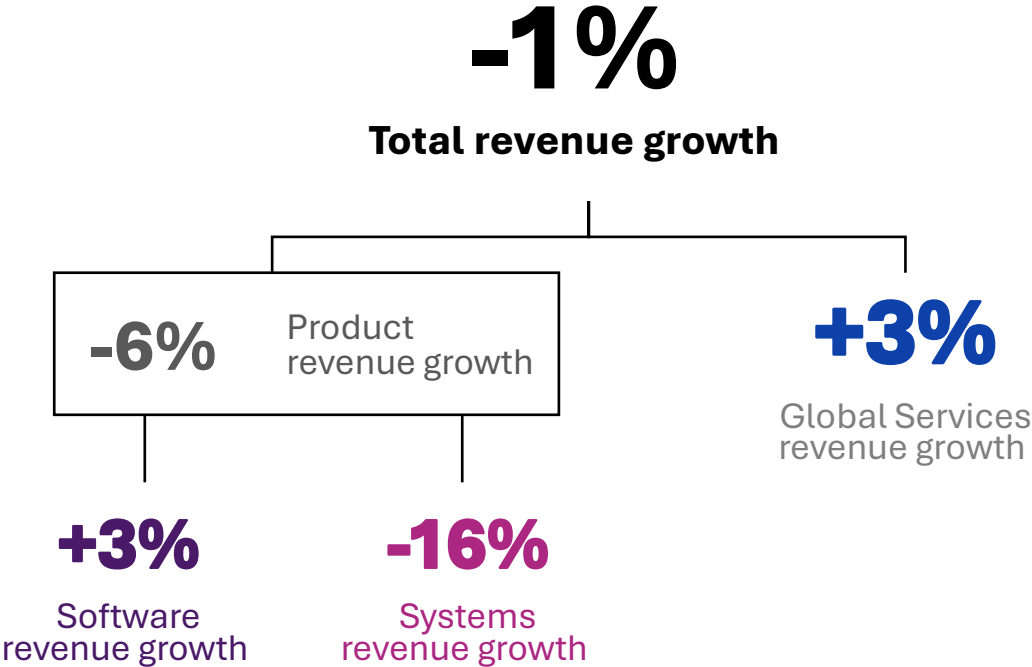 -1%
Total revenue growth
-6%
Product
revenue growth
+3%
Global Services
revenue growth
+3%
Software
revenue growth
-16%
Systems
revenue growth